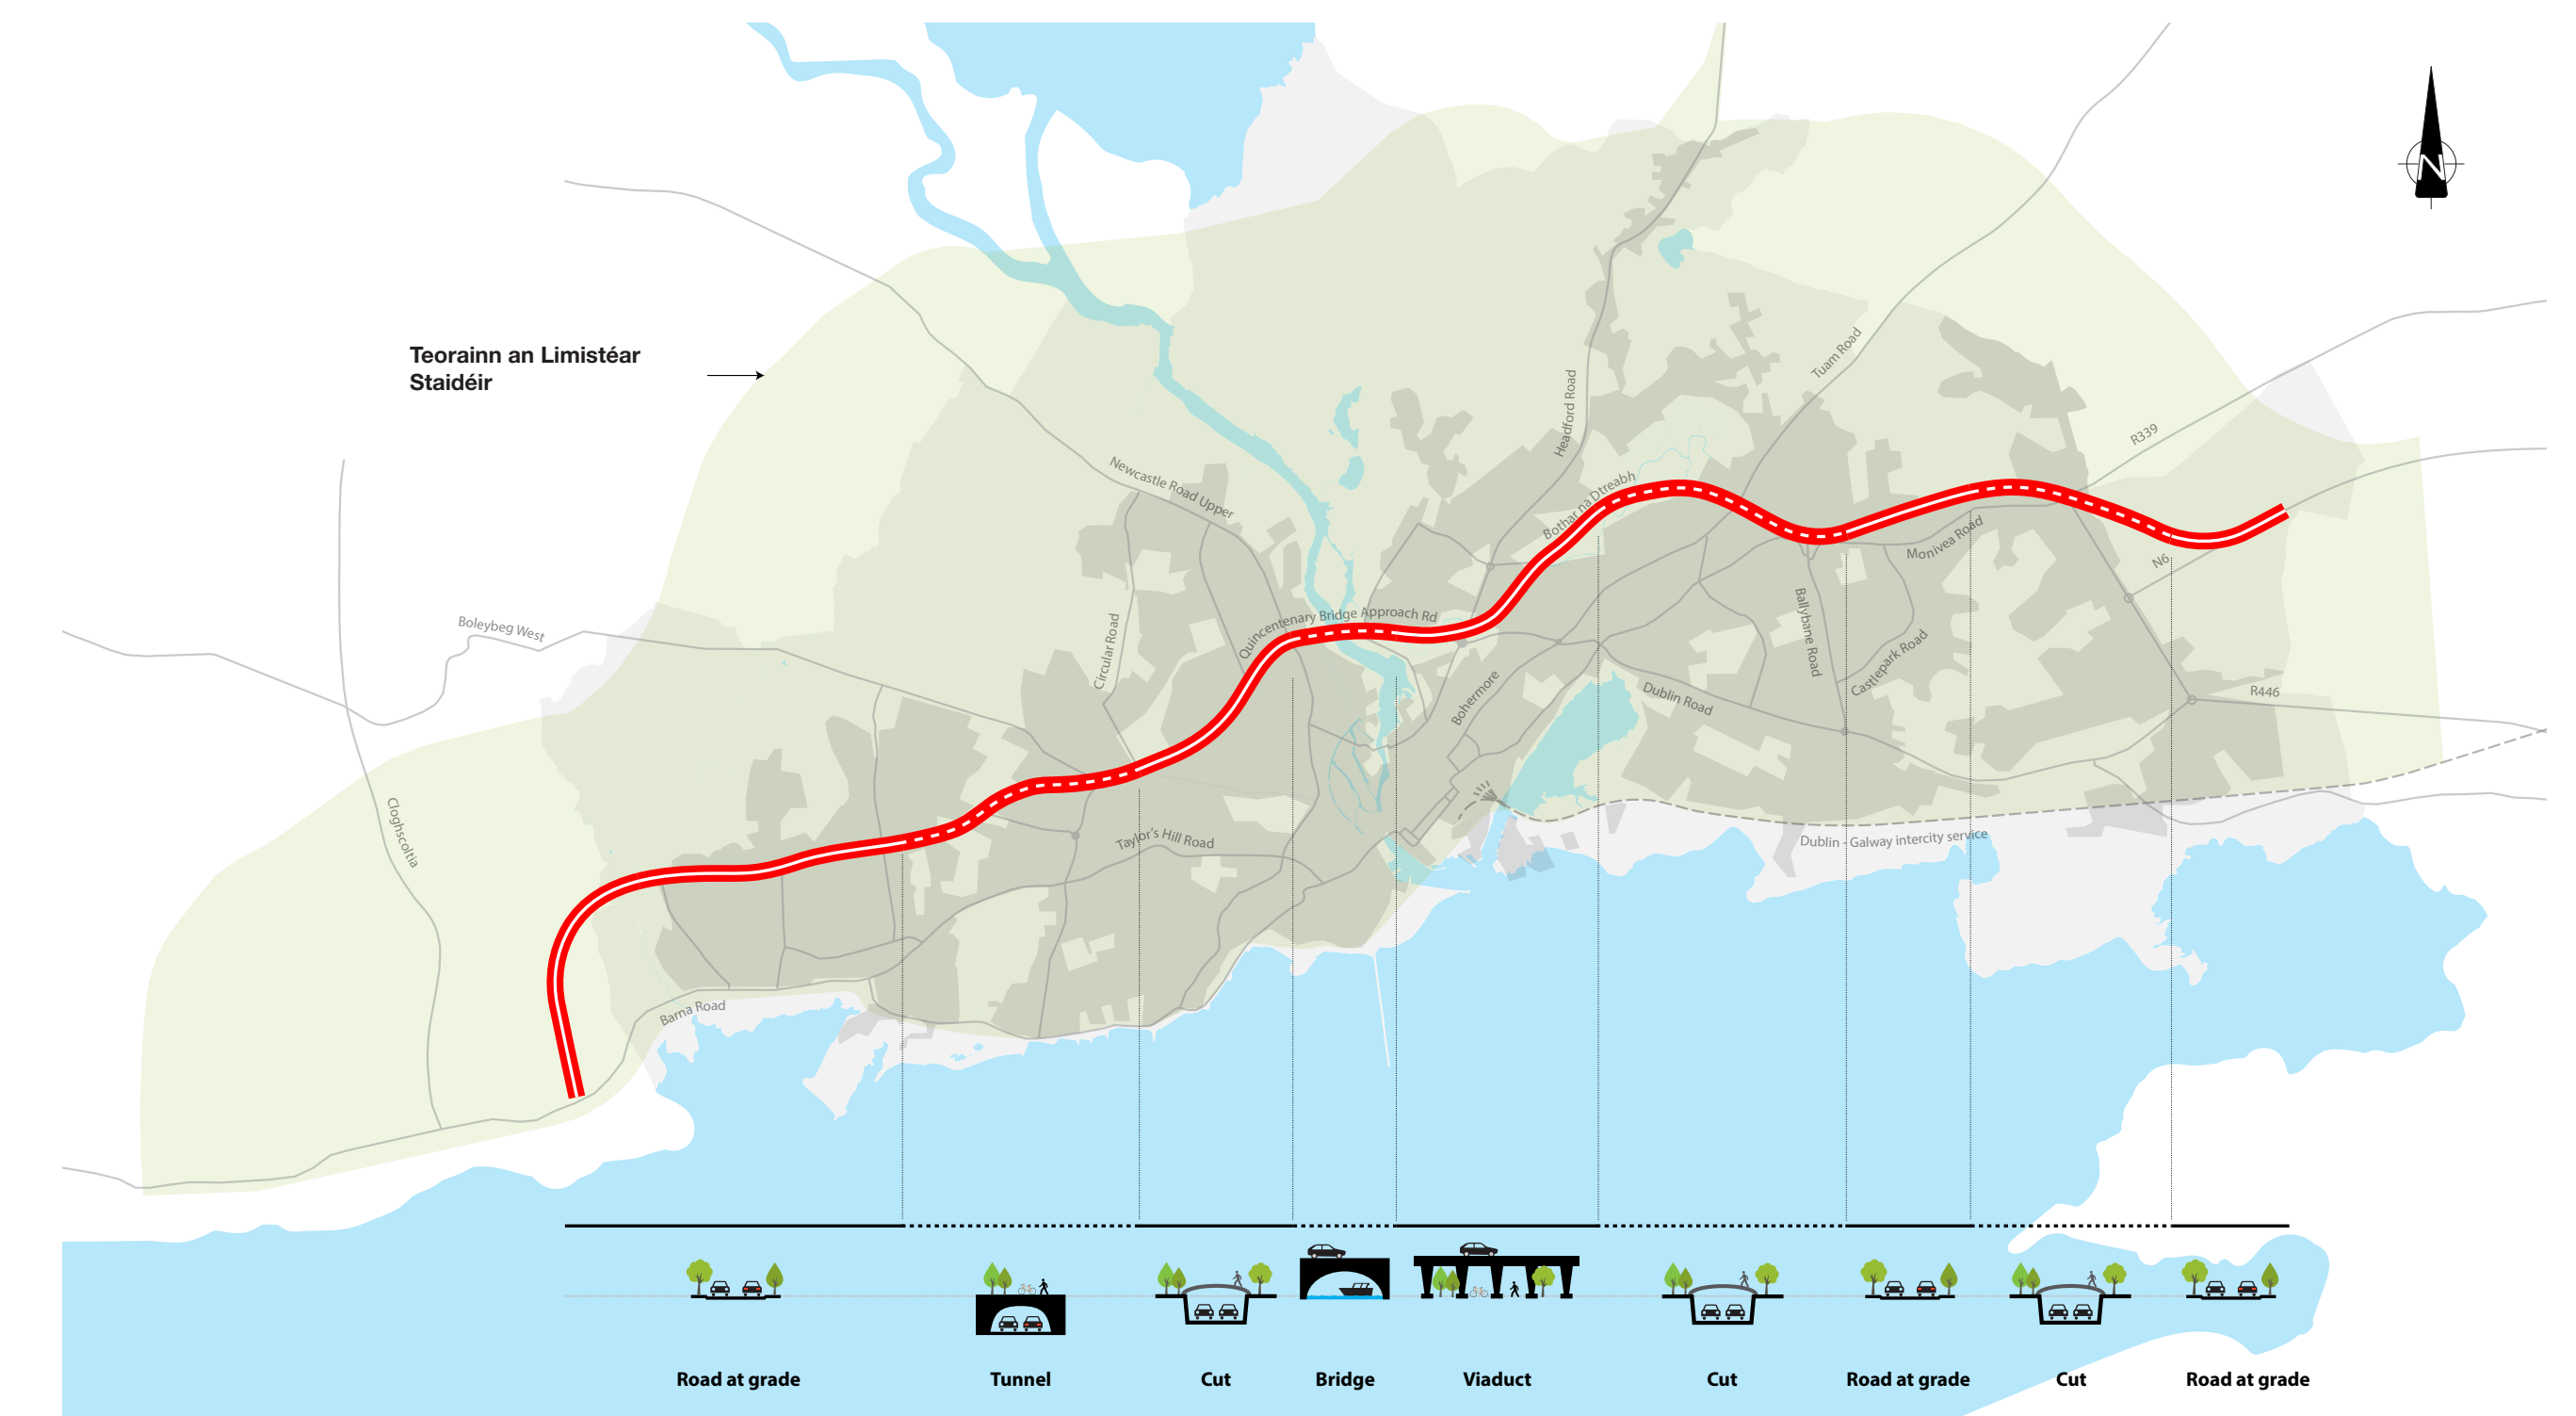 N
Teorainn an Limistéar
Staidéir
Tuam Road
Headford Road
R339
Newcastle Road Upper
Bothar na Dtreabh
Monivea Road
N6
Boleybeg West
Quincentenary Bridge Approach Rd
Circular Road
Ballybane Road
Castlepark Road
Bohermore
Dublin Road
R446
Cloghscoltia
Taylor's Hill Road
Dublin - Galway intercity service
Barna Road
Road at grade
Tunnel
Cut
Bridge
Viaduct
Cut
Road at grade
Cut
Road at grade